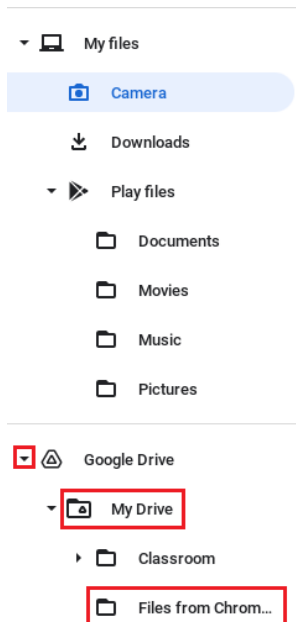 My files
Camera
Downloads
Play files
Documents
Movies
Music
Pictures
Google Drive
My Drive
Classroom
Files from Chrom...